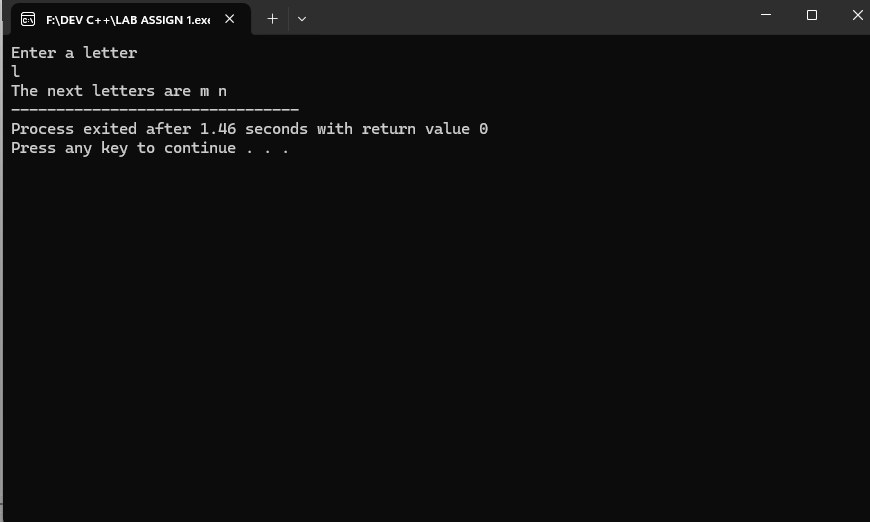 F:\DEV C++\LAB ASSIGN 1.exe
Enter a letter
l
The next letters are m n
--------------------------------
Process exited after 1.46 seconds with return value 0
Press any key to continue . . .